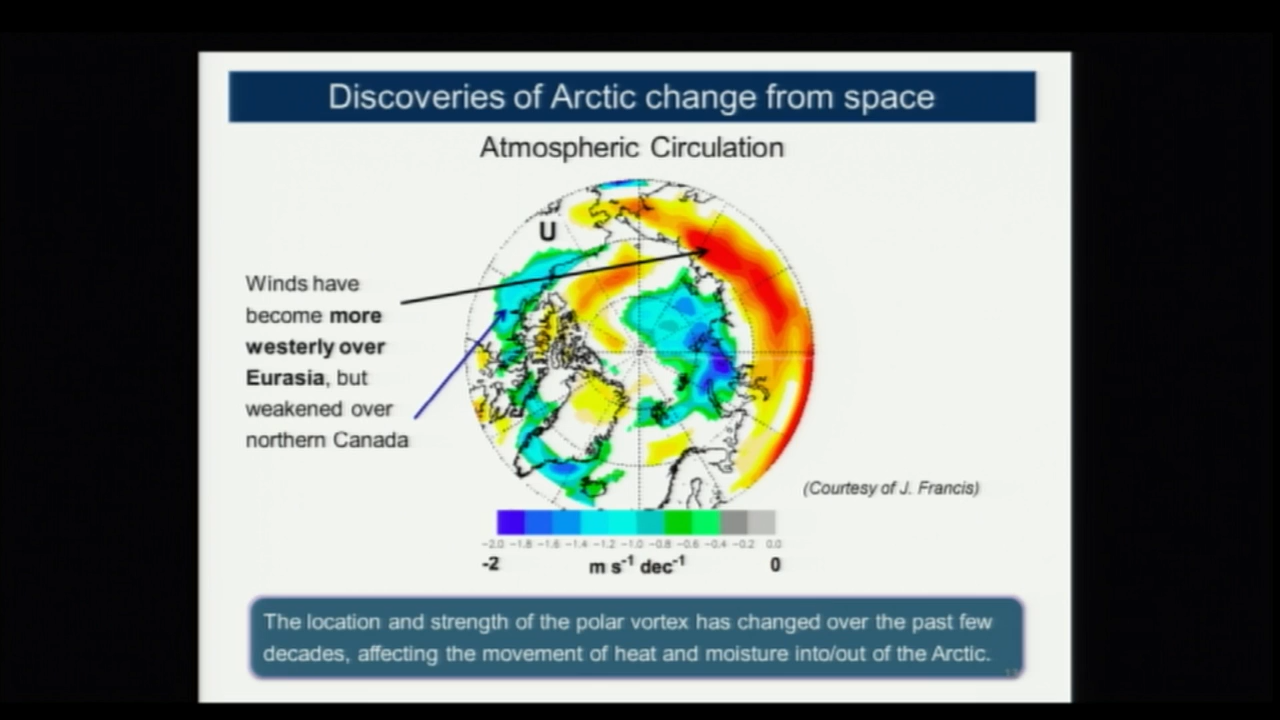 Discoveries of Arctic change from space
Atmospheric Circulation
U
Winds have
become more
westerly over
Eurasia, but
weakened over
northern Canada
(Courtesy of J. Francis)
−2.0 −1.8 −1.6 −1.4 −1.2 −1.0 −0.8 −0.6 −0.4 −0.2 0.0
-2 m s-1 dec-1 0
The location and strength of the polar vortex has changed over the past few
decades, affecting the movement of heat and moisture into/out of the Arctic.